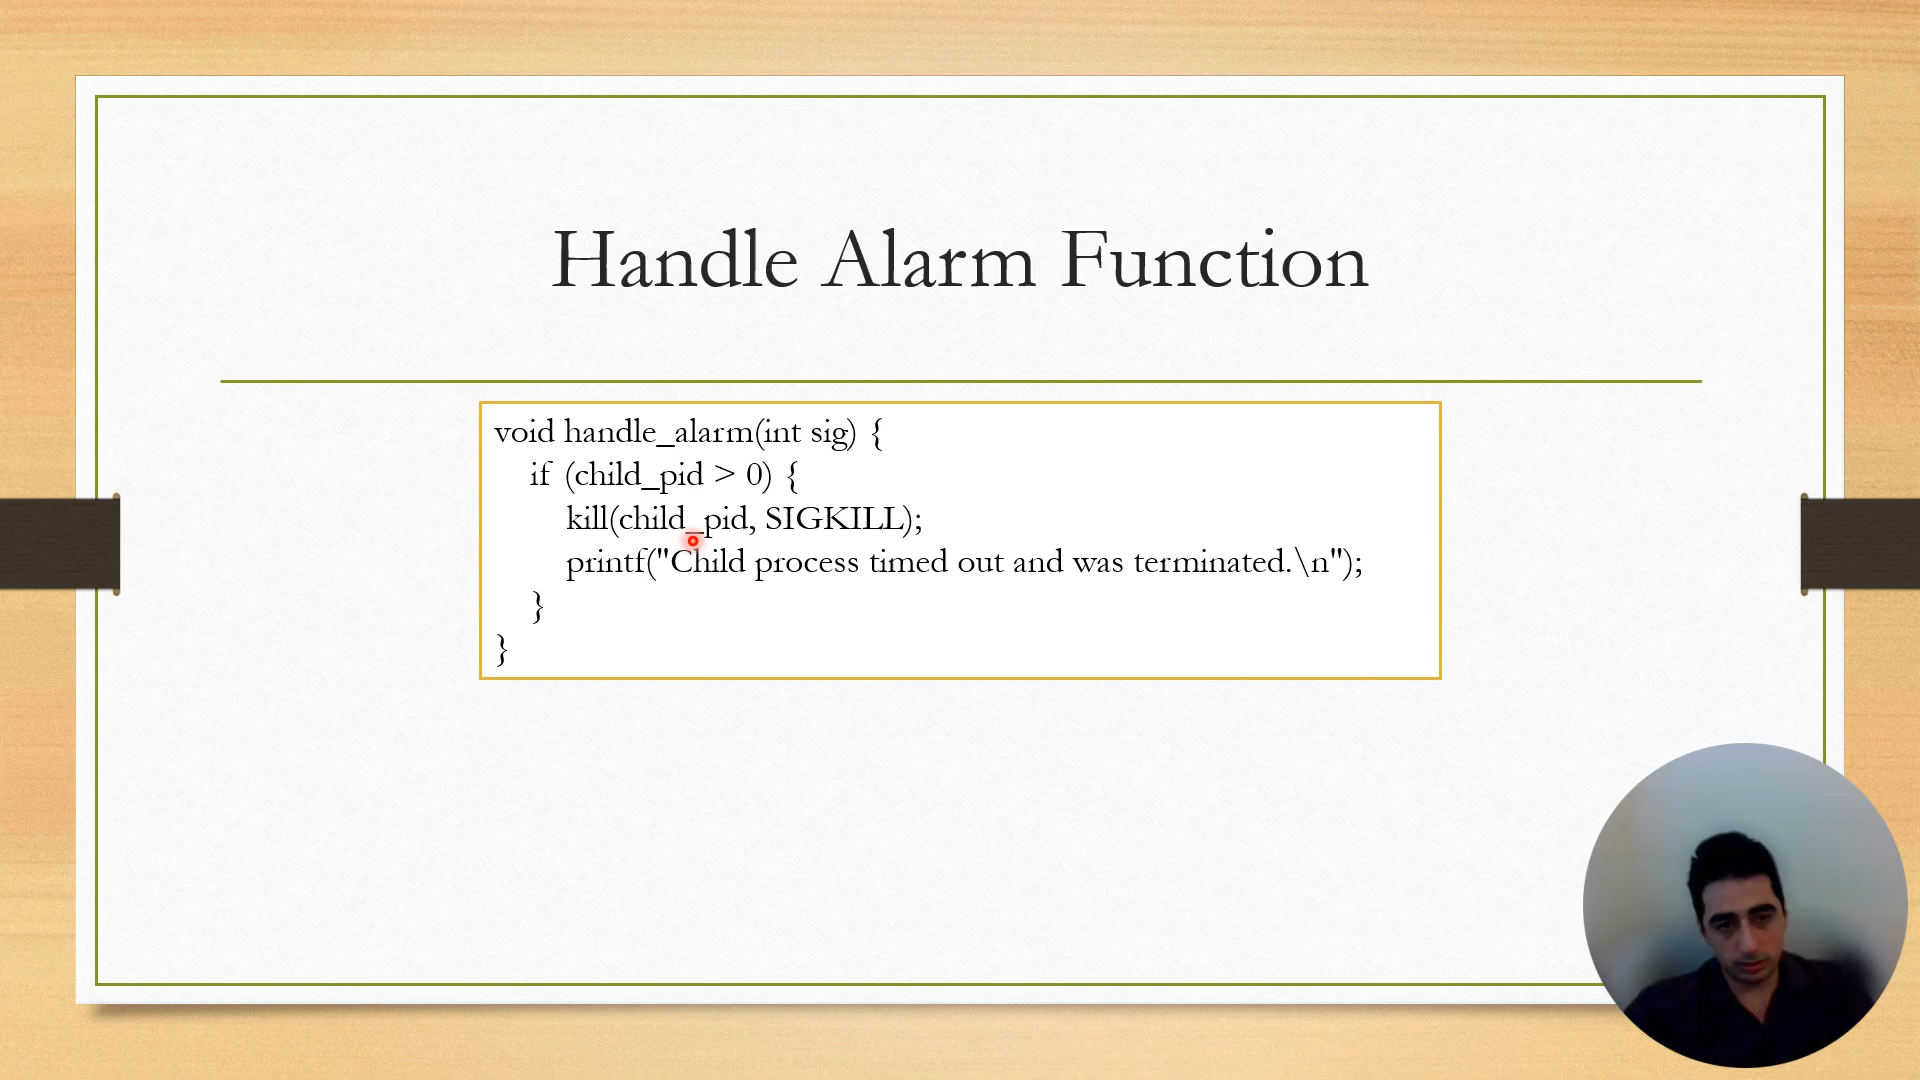 Handle Alarm Function
void handle_alarm(int sig) {
if (child_pid > 0) {
kill(child_pid, SIGKILL);
printf("Child process timed out and was terminated.\n");
}
}